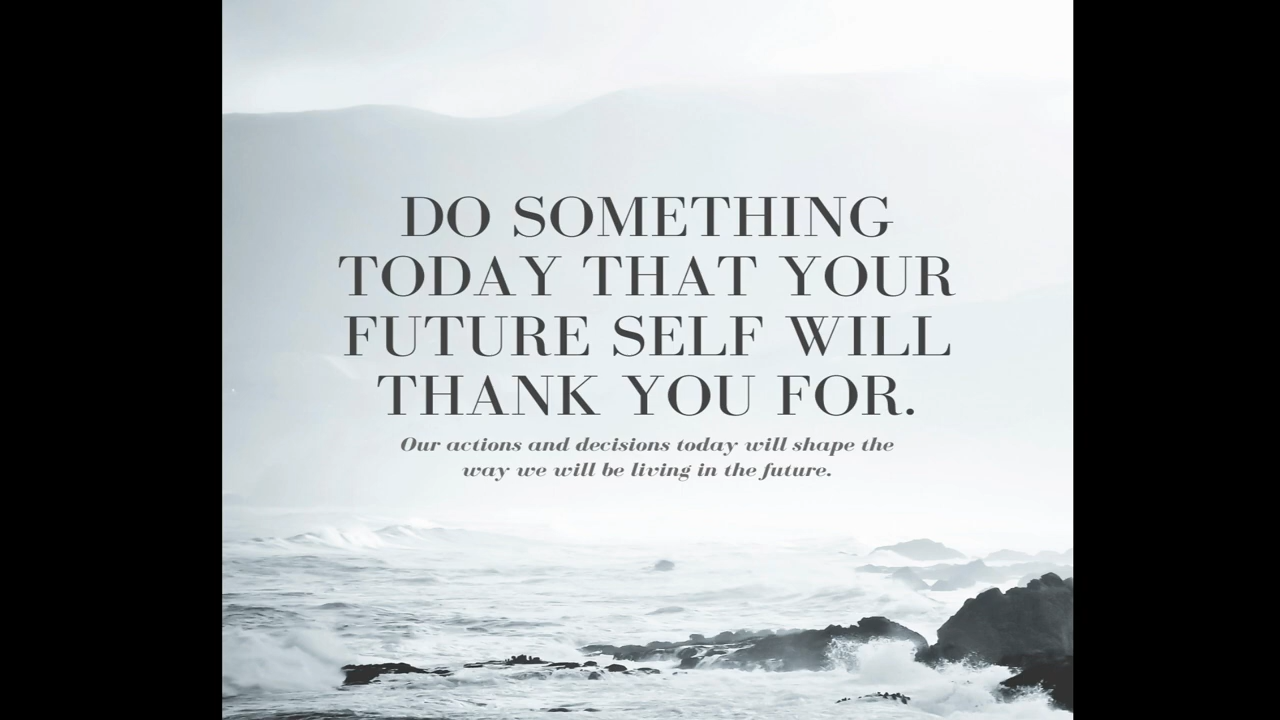 DO SOMETHING
TODAY THAT YOUR
FUTURE SELF WILL
THANK YOU FOR.
Our actions and decisions today will shape the
way we will be living in the future.